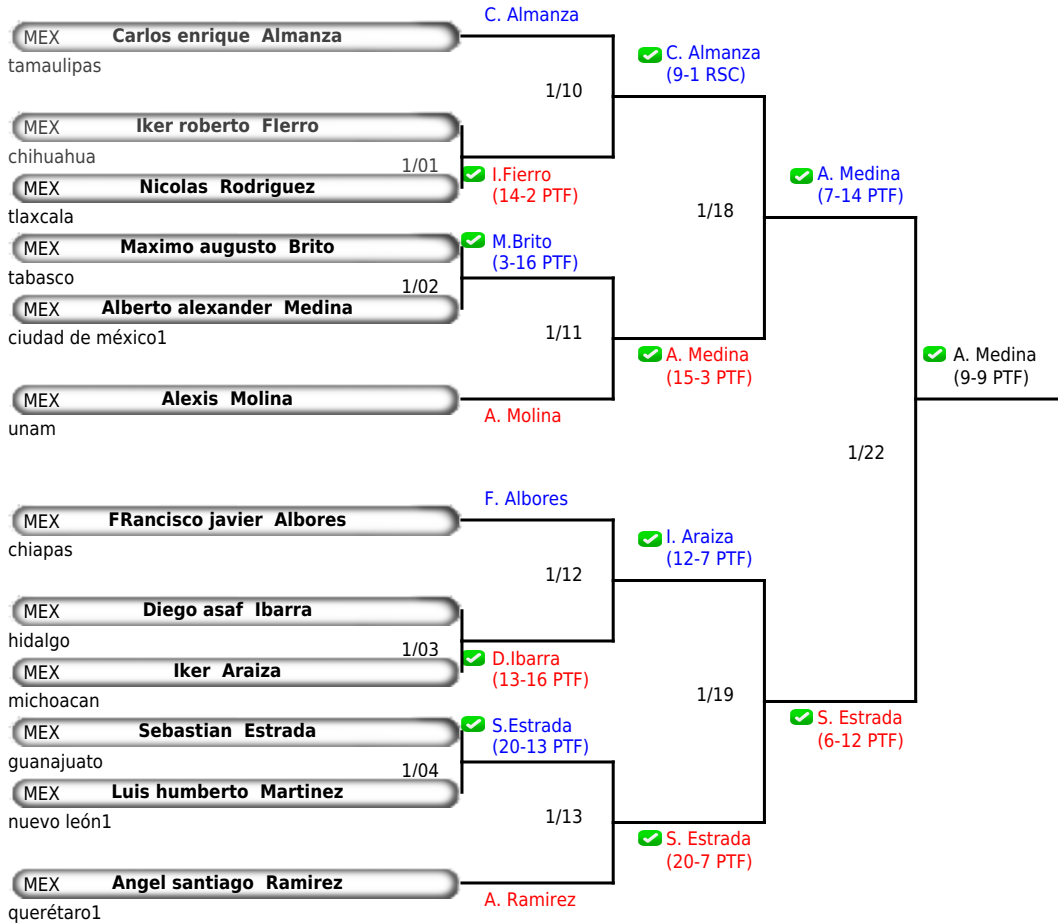 C. Almanza
MEX Carlos enrique Almanza
tamaulipas
C. Almanza
(9-1 RSC)
1/10
MEX Iker roberto FIerro
chihuahua
1/01
I.Fierro
(14-2 PTF)
MEX Nicolas Rodriguez
tlaxcala
A. Medina
(7-14 PTF)
1/18
MEX Maximo augusto Brito
tabasco
M.Brito
(3-16 PTF)
1/02
MEX Alberto alexander Medina
ciudad de méxico1
1/11
A. Medina
(15-3 PTF)
A. Medina
(9-9 PTF)
MEX Alexis Molina
unam
A. Molina
1/22
F. Albores
MEX FRancisco javier Albores
chiapas
I. Araiza
(12-7 PTF)
1/12
MEX Diego asaf Ibarra
hidalgo
1/03
D.Ibarra
(13-16 PTF)
MEX Iker Araiza
michoacan
1/19
MEX Sebastian Estrada
guanajuato
S.Estrada
(20-13 PTF)
S. Estrada
(6-12 PTF)
1/04
MEX Luis humberto Martinez
nuevo león1
1/13
S. Estrada
(20-7 PTF)
MEX Angel santiago Ramirez
querétaro1
A. Ramirez